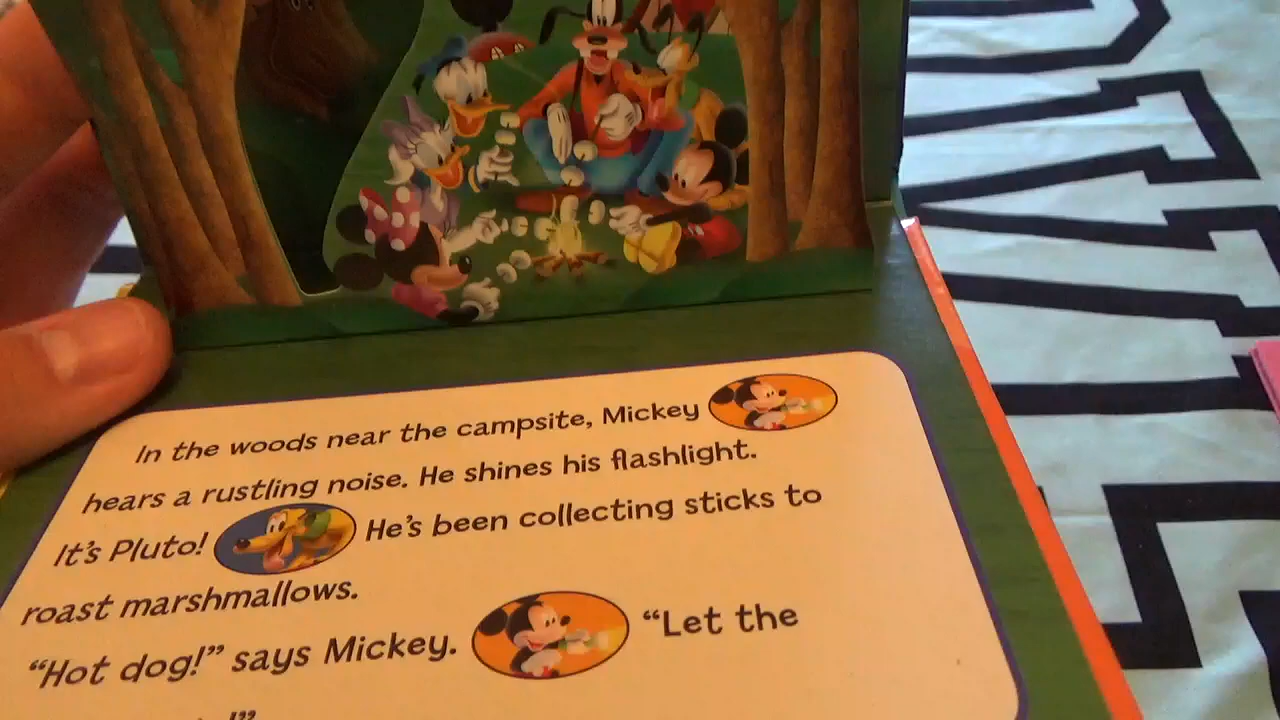 In the woods near the campsite, Mickey
hears a rustling noise. He shines his flashlight.
It's Pluto! He's been collecting sticks to
roast marshmallows.
"Hot dog!" says Mickey. "Let the